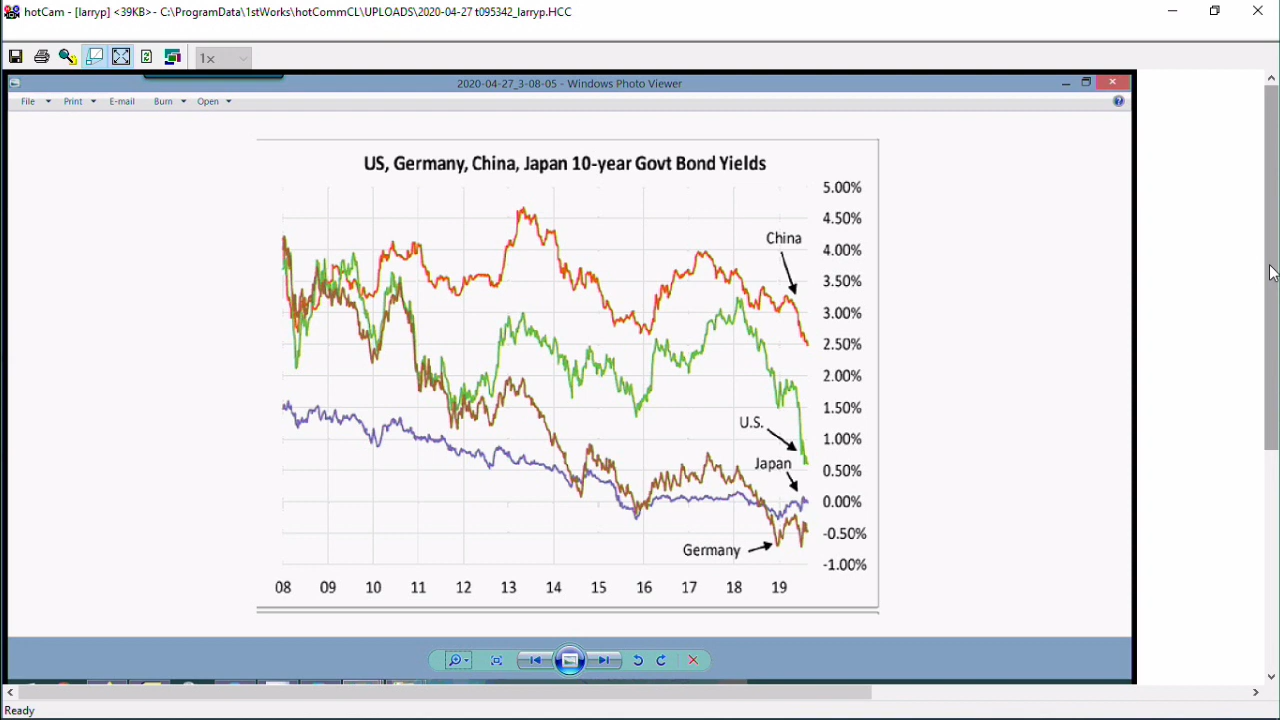 hotCam - [larryp] <39KB>- C:\ProgramData\1stWorks\hotCommCL\UPLOADS\2020-04-27 t095342_larryp.HCC
1x
2020-04-27_3-08-05 - Windows Photo Viewer
File Print E-mail Burn Open
US, Germany, China, Japan 10-year Govt Bond Yields
5.00%
4.50%
China
4.00%
3.50%
3.00%
2.50%
2.00%
1.50%
U.S.
1.00%
Japan
0.50%
0.00%
-0.50%
Germany
-1.00%
08 09 10 11 12 13 14 15 16 17 18 19
Ready